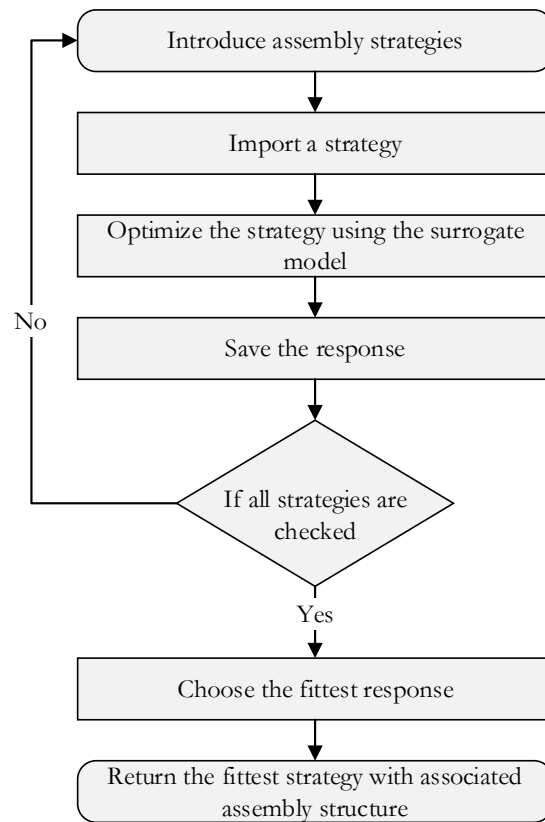 Introduce assembly strategies
Import a strategy
Optimize the strategy using the surrogate
model
Save the response
No
If all strategies are
checked
Yes
Choose the fittest response
Return the fittest strategy with associated
assembly structure